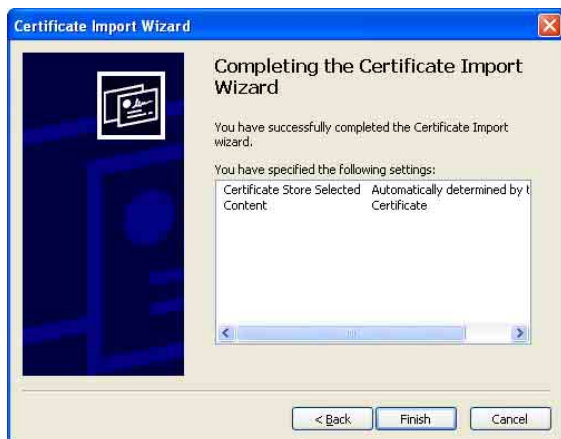 Certificate Import Wizard
Completing the Certificate Import
Wizard
You have successfully completed the Certificate Import
wizard.
You have specified the following settings:
Certificate Store Selected Automatically determined by t
Content Certificate
< Back Finish Cancel